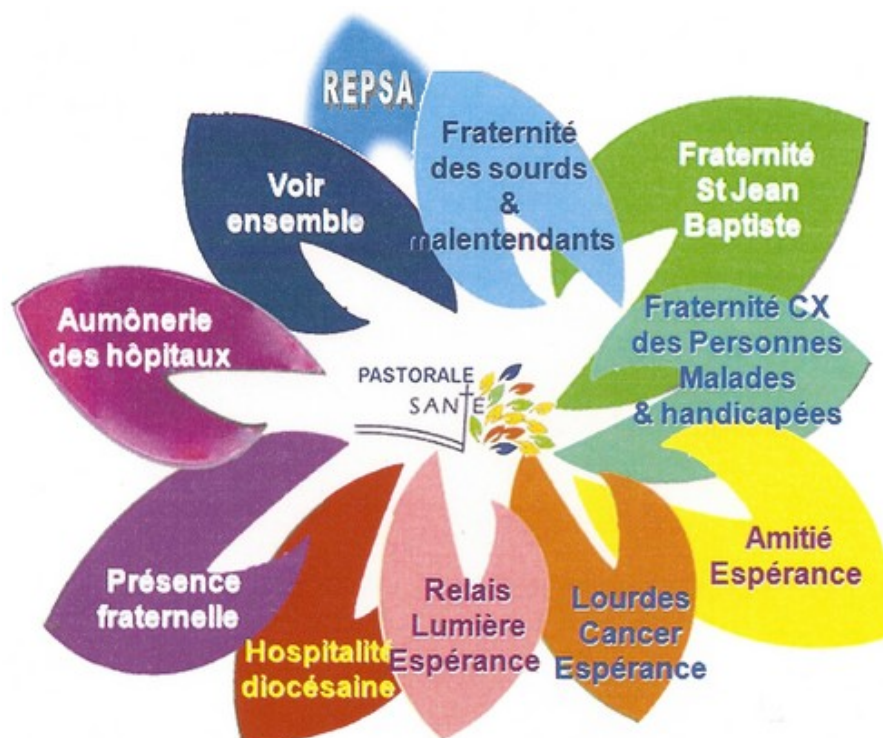 REPSA
Fraternité
des sourds
&
malentendants
Fraternité
St Jean
Baptiste
Voir
ensemble
Aumônerie
des hôpitaux
Fraternité CX
des Personnes
Malades
& handicapées
PASTORALE
SANTE
Amitié
Espérance
Présence
fraternelle
Hospitalité
diocésaine
Relais
Lumière
Espérance
Lourdes
Cancer
Espérance